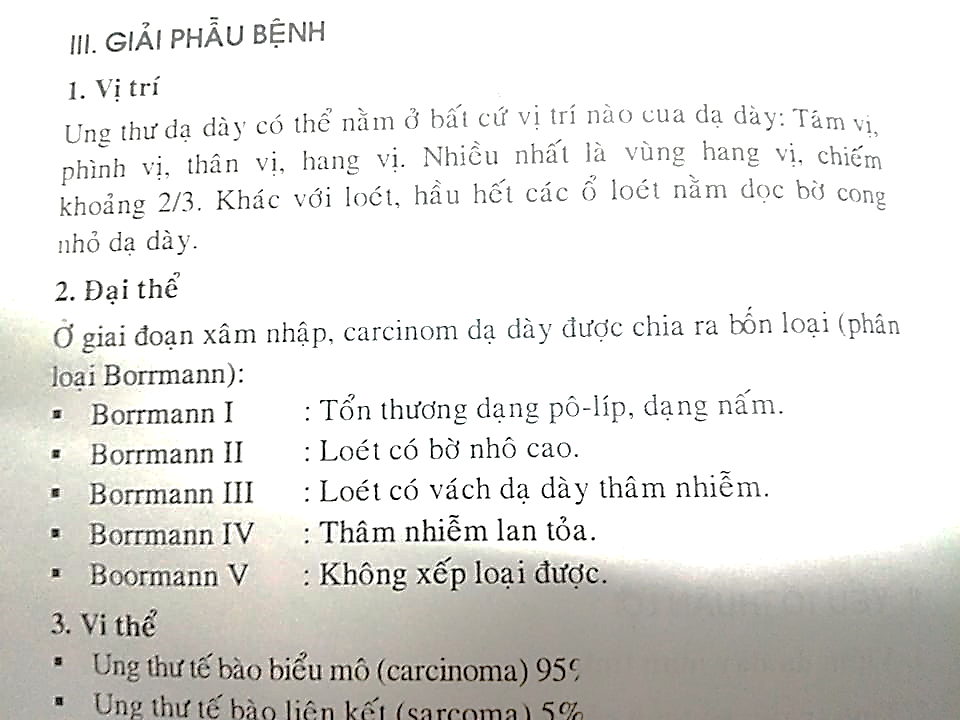 III. GIẢI PHẪU BỆNH
1. Vị trí
Ung thư dạ dày có thể nằm ở bất cứ vị trí nào cua dạ dày: Tâm vị,
phình vị, thân vị, hang vị. Nhiều nhất là vùng hang vị, chiếm
khoảng 2/3. Khác với loét, hầu hết các ổ loét nằm dọc bờ cong
nhỏ dạ dày.
2. Đại thể
Ở giai đoạn xâm nhập, carcinom dạ dày được chia ra bốn loại (phân
loại Borrmann):
▪ Borrmann I : Tổn thương dạng pô-líp, dạng nấm.
▪ Borrmann II : Loét có bờ nhô cao.
▪ Borrmann III : Loét có vách dạ dày thâm nhiễm.
▪ Borrmann IV : Thâm nhiễm lan tỏa.
▪ Boormann V : Không xếp loại được.
3. Vi thể
▪ Ung thư tế bào biểu mô (carcinoma) 95%
▪ Ung thư tế bào liên kết (sarcoma) 5%